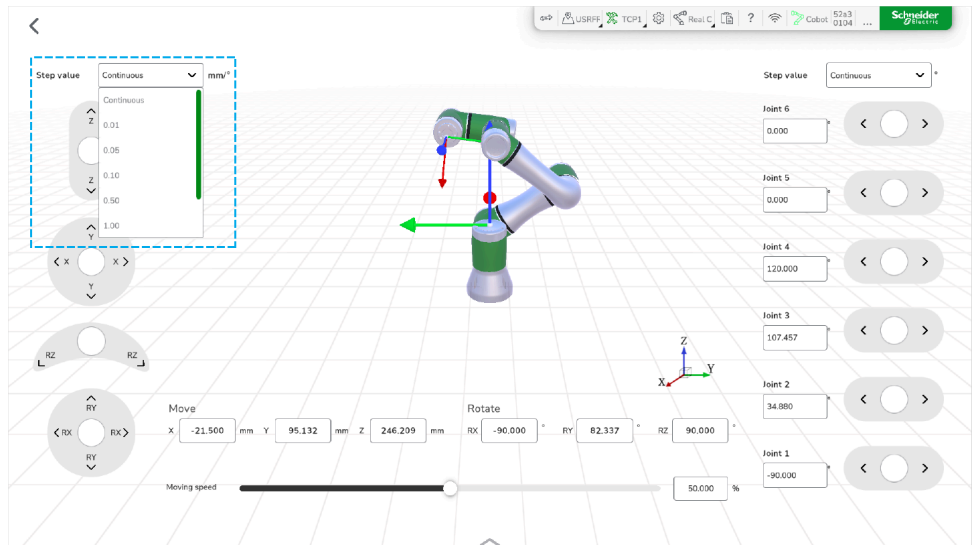 USRFF TCP1 Real C ? Cobot 52a3 0104 ... Schneider Electric
Step value Continuous mm/°
Continuous
0.01
0.05
0.10
0.50
1.00
Z
Z
Y
X X
Y
RZ RZ
RY
RX RX
RY
Z
Y
X
Move
X -21.500 mm Y 95.132 mm Z 246.209 mm
Rotate
RX -90.000 ° RY 82.337 ° RZ 90.000 °
Moving speed 50.000 %
Step value Continuous °
Joint 6
0.000 °
Joint 5
0.000 °
Joint 4
120.000 °
Joint 3
107.457 °
Joint 2
34.880 °
Joint 1
-90.000 °